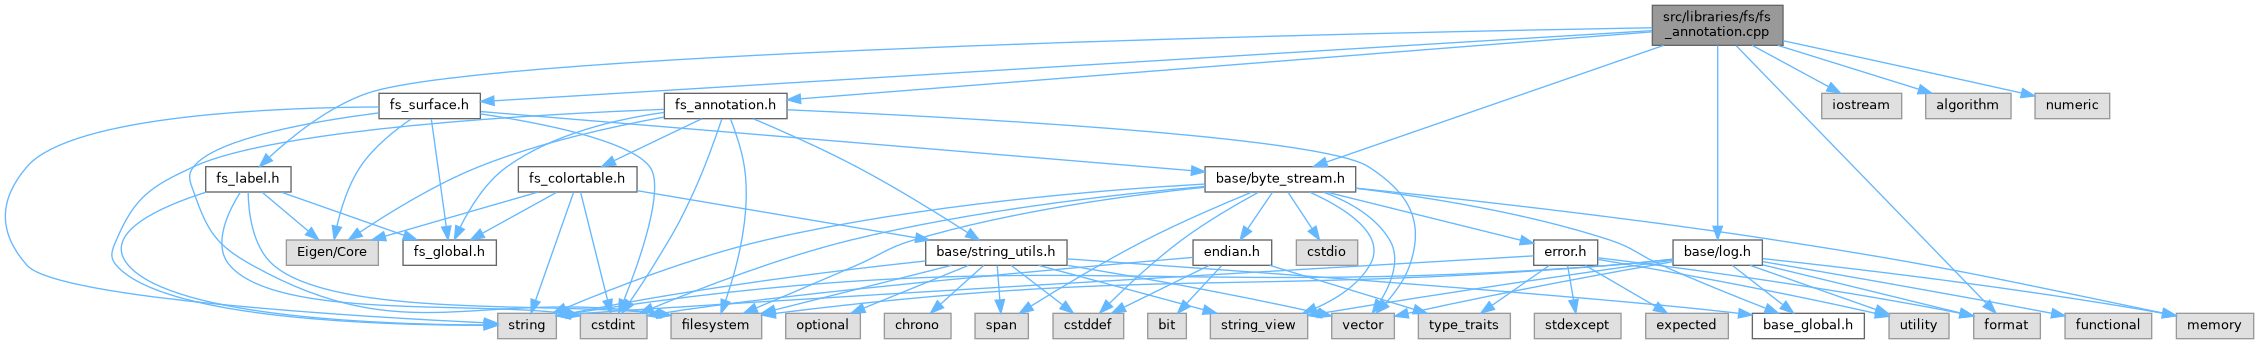 src/libraries/fs/fs
_annotation.cpp
fs_surface.h
fs_annotation.h
iostream
algorithm
numeric
fs_label.h
fs_colortable.h
base/byte_stream.h
Eigen/Core
fs_global.h
base/string_utils.h
endian.h
cstdio
error.h
base/log.h
string
cstdint
filesystem
optional
chrono
span
cstddef
bit
string_view
vector
type_traits
stdexcept
expected
base_global.h
utility
format
functional
memory